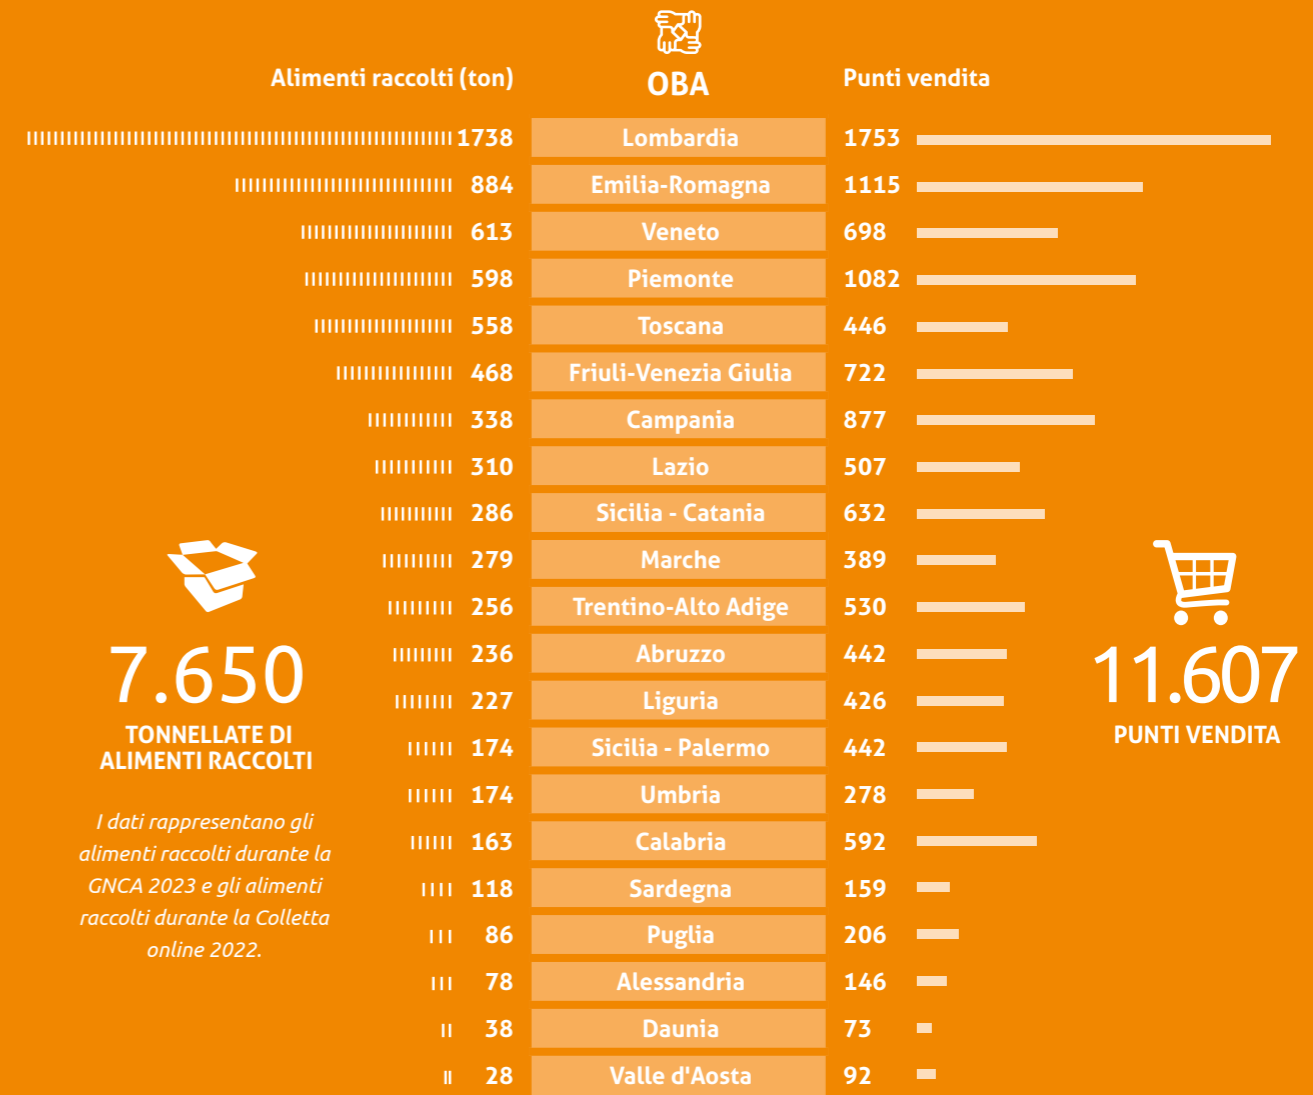 Alimenti raccolti (ton) OBA Punti vendita
1738 Lombardia 1753
884 Emilia-Romagna 1115
613 Veneto 698
598 Piemonte 1082
558 Toscana 446
468 Friuli-Venezia Giulia 722
338 Campania 877
310 Lazio 507
286 Sicilia - Catania 632
279 Marche 389
256 Trentino-Alto Adige 530
236 Abruzzo 442
227 Liguria 426
174 Sicilia - Palermo 442
174 Umbria 278
163 Calabria 592
118 Sardegna 159
86 Puglia 206
78 Alessandria 146
38 Daunia 73
28 Valle d'Aosta 92
7.650
TONNELLATE DI
ALIMENTI RACCOLTI
I dati rappresentano gli
alimenti raccolti durante la
GNCA 2023 e gli alimenti
raccolti durante la Colletta
online 2022.
11.607
PUNTI VENDITA